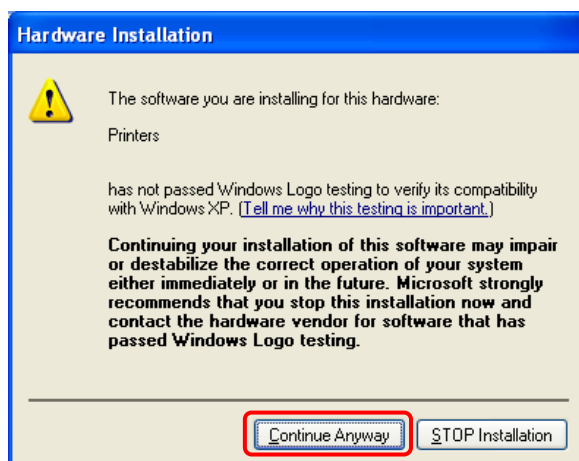 Hardware Installation
The software you are installing for this hardware:
Printers
has not passed Windows Logo testing to verify its compatibility
with Windows XP. (Tell me why this testing is important.)
Continuing your installation of this software may impair
or destabilize the correct operation of your system
either immediately or in the future. Microsoft strongly
recommends that you stop this installation now and
contact the hardware vendor for software that has
passed Windows Logo testing.
Continue Anyway
STOP Installation